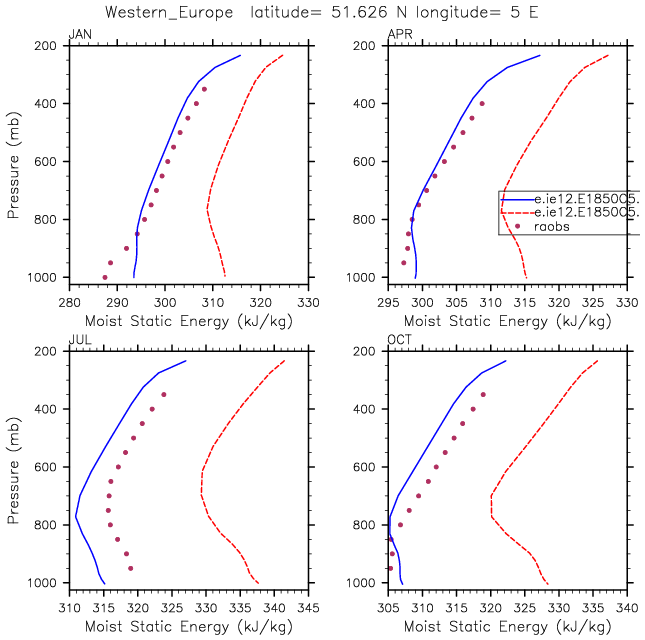 Western_Europe latitude= 51.626 N longitude= 5 E
JAN
APR
200
400
600
800
1000
Pressure (mb)
280 290 300 310 320 330
Moist Static Energy (kJ/kg)
200
400
600
800
1000
295 300 305 310 315 320 325 330
Moist Static Energy (kJ/kg)
e.ie12.E1850C5.
e.ie12.E1850C5.
raobs
JUL
OCT
200
400
600
800
1000
Pressure (mb)
310 315 320 325 330 335 340 345
Moist Static Energy (kJ/kg)
200
400
600
800
1000
305 310 315 320 325 330 335 340
Moist Static Energy (kJ/kg)